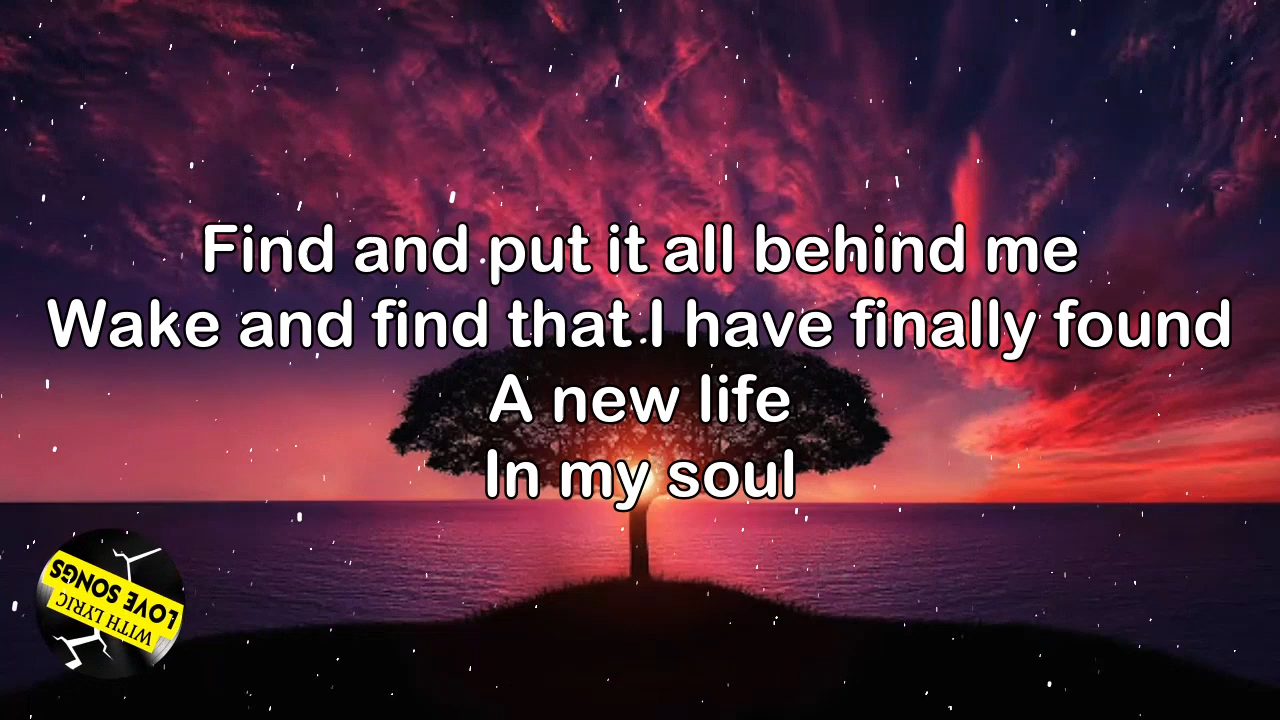 Find and put it all behind me
Wake and find that I have finally found
A new life
In my soul
LOVE SONGS
WITH LYRIC